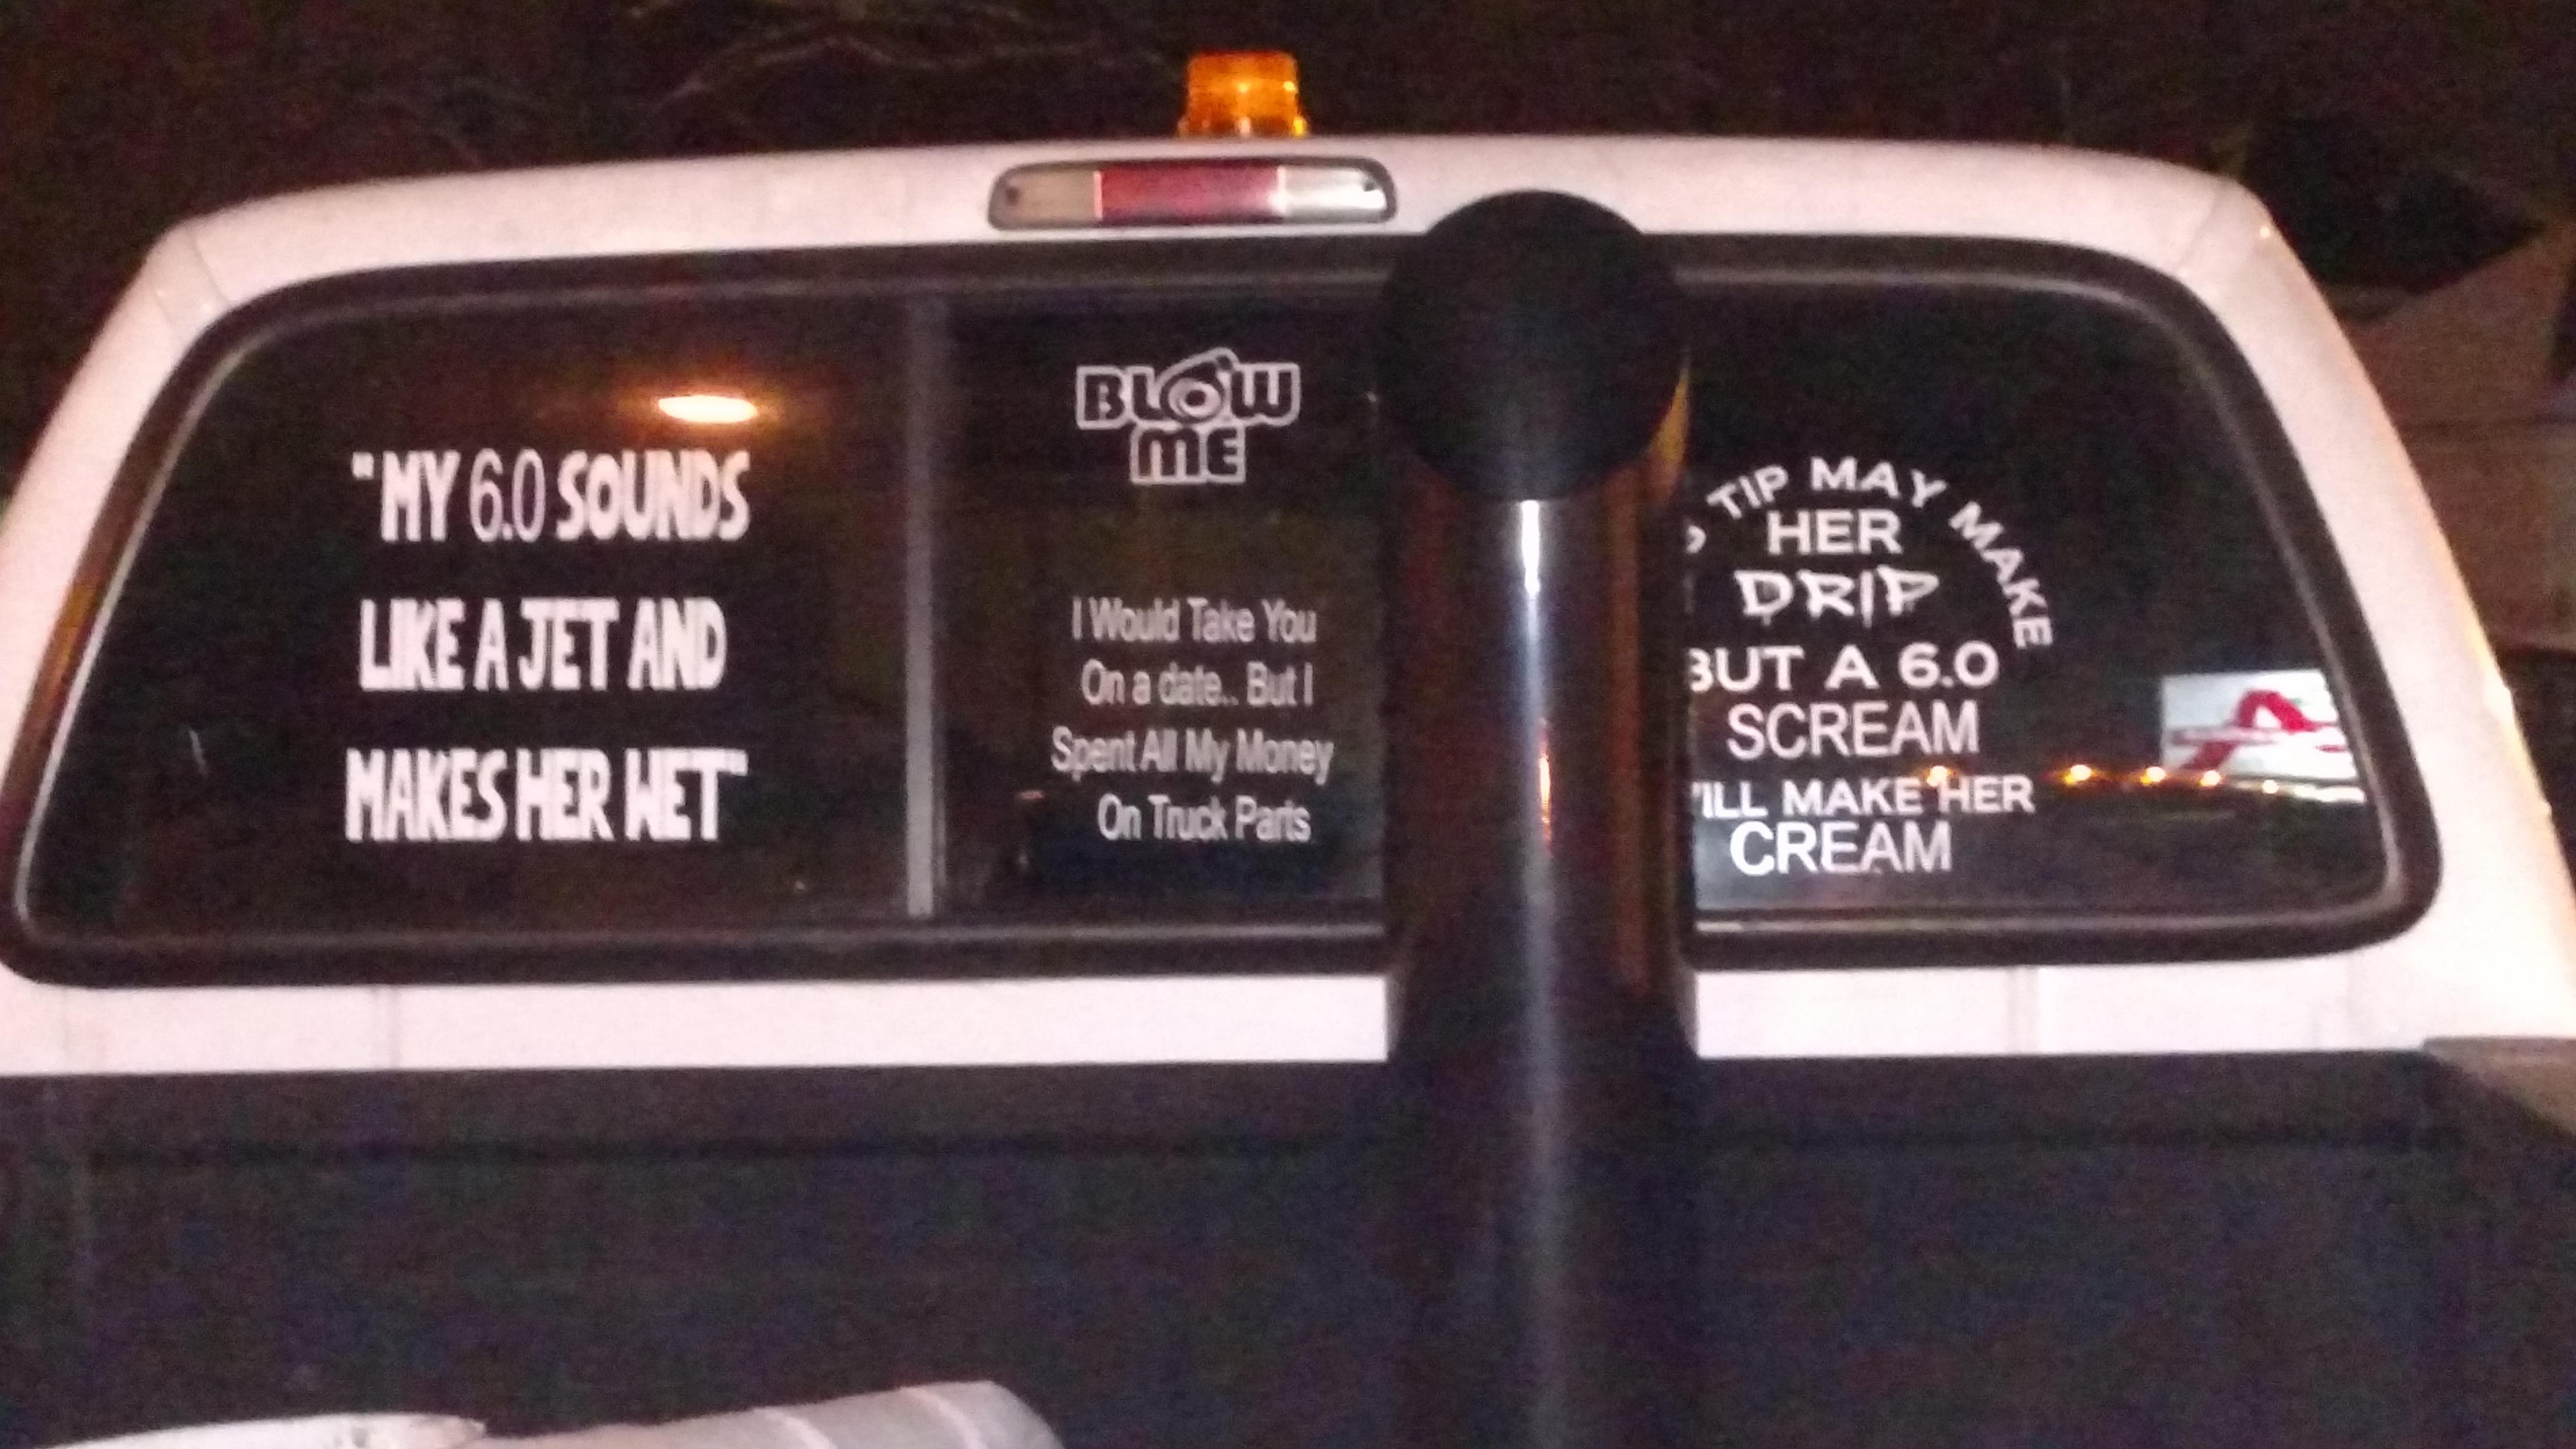 "MY 6.0 SOUNDS
LIKE A JET AND
MAKES HER WET"
BLOW
ME
I Would Take You
On a date.. But I
Spent All My Money
On Truck Parts
TIP MAY MAKE
HER
DRIP
BUT A 6.0
SCREAM
ILL MAKE HER
CREAM